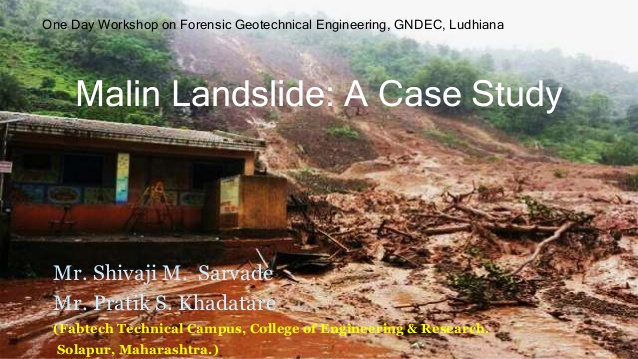 One Day Workshop on Forensic Geotechnical Engineering, GNDEC, Ludhiana
Malin Landslide: A Case Study
Mr. Shivaji M. Sarvade
Mr. Pratik S. Khadatare
(Fabtech Technical Campus, College of Engineering & Research,
Solapur, Maharashtra.)